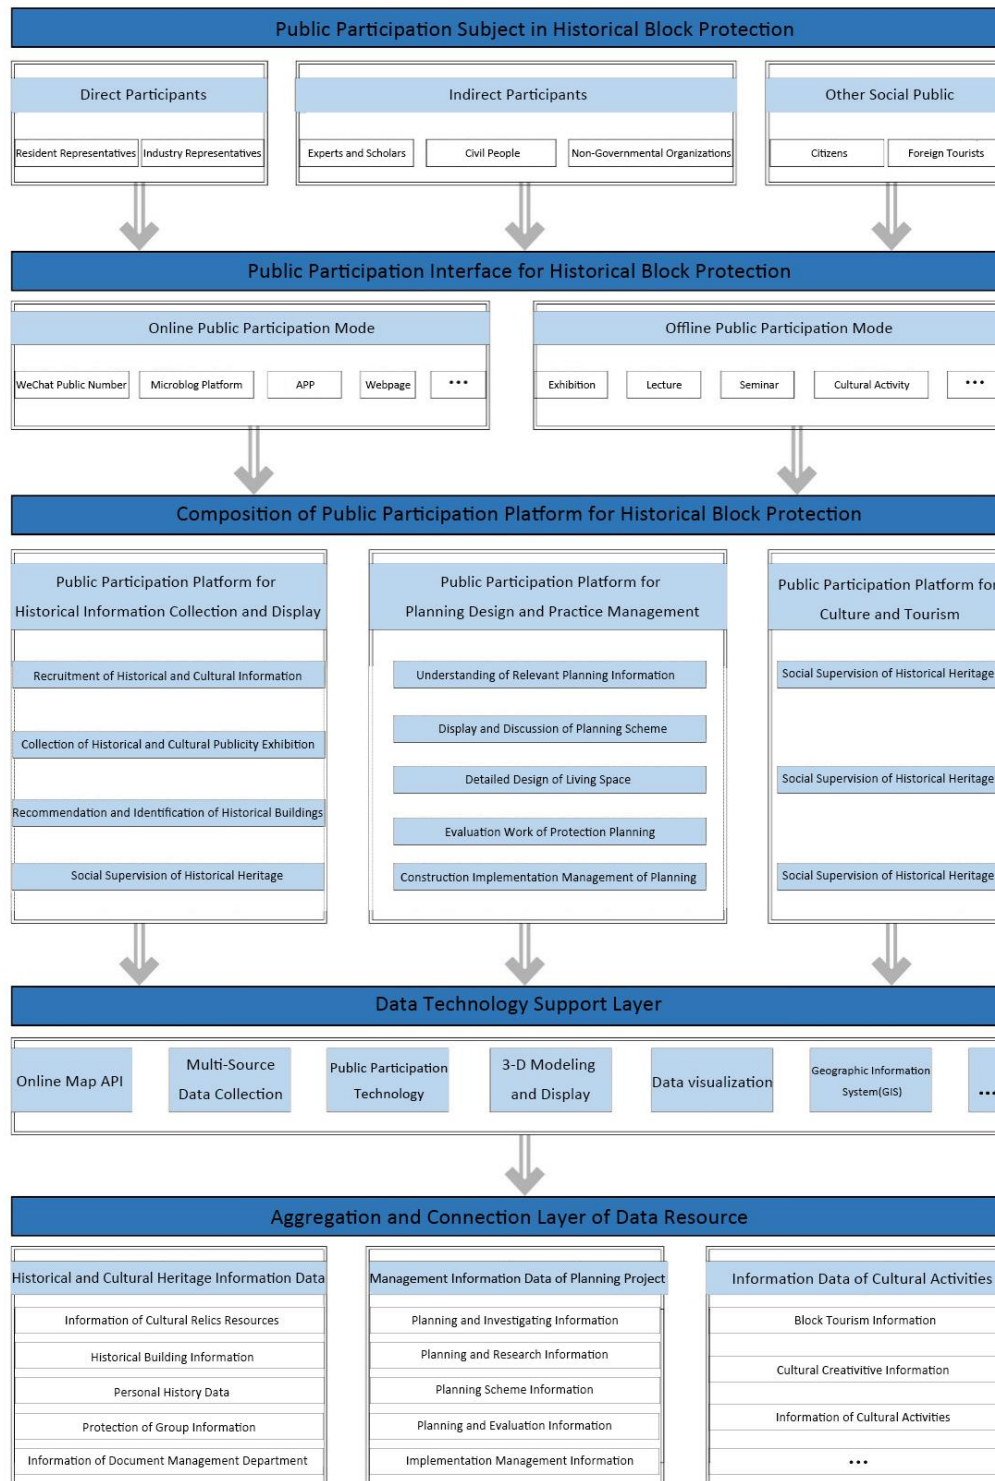 Public Participation Subject in Historical Block Protection
Direct Participants
Resident Representatives
Industry Representatives
Indirect Participants
Experts and Scholars
Civil People
Non-Governmental Organizations
Other Social Public
Citizens
Foreign Tourists
Public Participation Interface for Historical Block Protection
Online Public Participation Mode
WeChat Public Number
Microblog Platform
APP
Webpage
...
Offline Public Participation Mode
Exhibition
Lecture
Seminar
Cultural Activity
...
Composition of Public Participation Platform for Historical Block Protection
Public Participation Platform for
Historical Information Collection and Display
Recruitment of Historical and Cultural Information
Collection of Historical and Cultural Publicity Exhibition
Recommendation and Identification of Historical Buildings
Social Supervision of Historical Heritage
Public Participation Platform for
Planning Design and Practice Management
Understanding of Relevant Planning Information
Display and Discussion of Planning Scheme
Detailed Design of Living Space
Evaluation Work of Protection Planning
Construction Implementation Management of Planning
Public Participation Platform for
Culture and Tourism
Social Supervision of Historical Heritage
Social Supervision of Historical Heritage
Social Supervision of Historical Heritage
Data Technology Support Layer
Online Map API
Multi-Source
Data Collection
Public Participation
Technology
3-D Modeling
and Display
Data visualization
Geographic Information
System(GIS)
...
Aggregation and Connection Layer of Data Resource
Historical and Cultural Heritage Information Data
Information of Cultural Relics Resources
Historical Building Information
Personal History Data
Protection of Group Information
Information of Document Management Department
Management Information Data of Planning Project
Planning and Investigating Information
Planning and Research Information
Planning Scheme Information
Planning and Evaluation Information
Implementation Management Information
Information Data of Cultural Activities
Block Tourism Information
Cultural Creativitive Information
Information of Cultural Activities
...